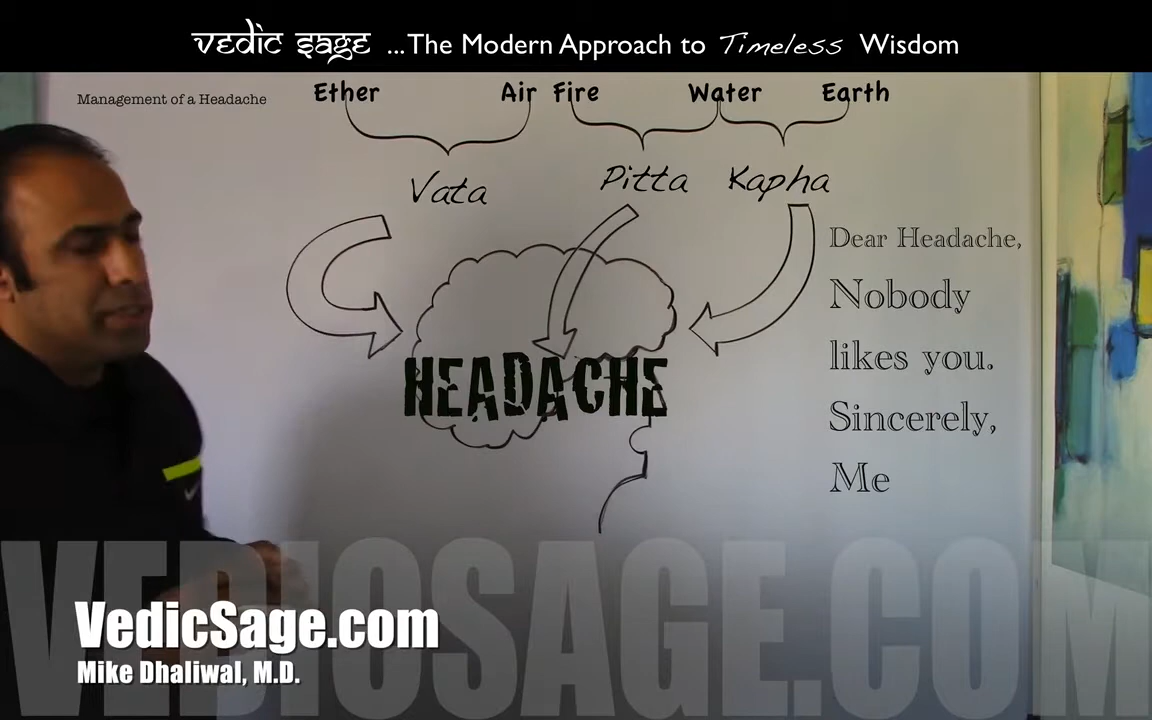 vedic sage ...The Modern Approach to Timeless Wisdom
Management of a Headache
Ether Air Fire Water Earth
Vata Pitta Kapha
Dear Headache,
Nobody
likes you.
Sincerely,
Me
HEADACHE
VEDICSAGE.COM
VedicSage.com
Mike Dhaliwal, M.D.